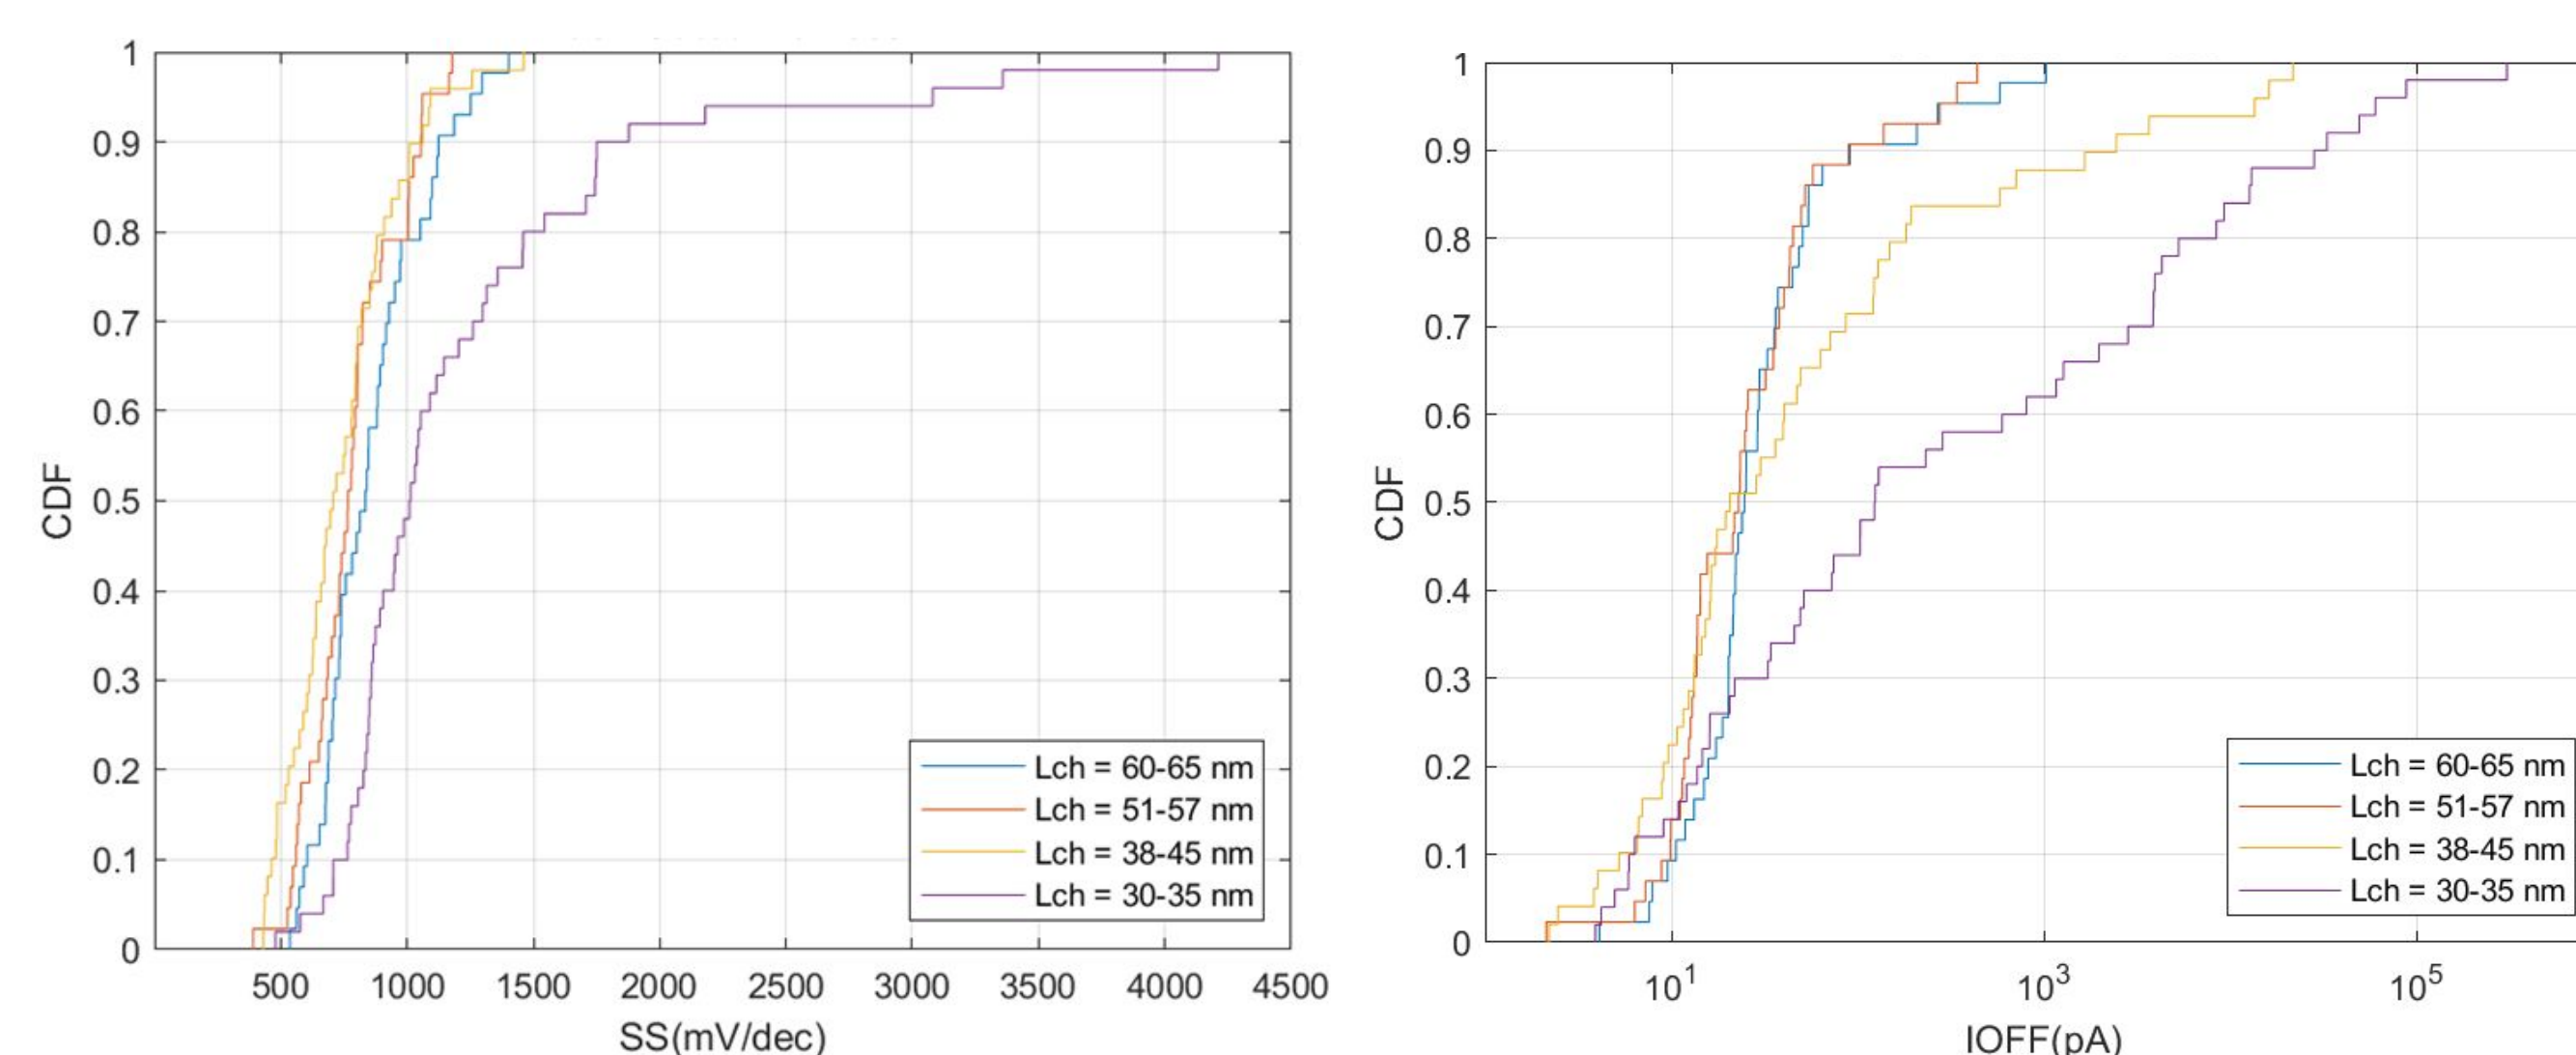 1
0.9
0.8
0.7
0.6
0.5
0.4
0.3
0.2
0.1
0
CDF
500 1000 1500 2000 2500 3000 3500 4000 4500
SS(mV/dec)
Lch = 60-65 nm
Lch = 51-57 nm
Lch = 38-45 nm
Lch = 30-35 nm
1
0.9
0.8
0.7
0.6
0.5
0.4
0.3
0.2
0.1
0
CDF
10^1 10^3 10^5
IOFF(pA)
Lch = 60-65 nm
Lch = 51-57 nm
Lch = 38-45 nm
Lch = 30-35 nm